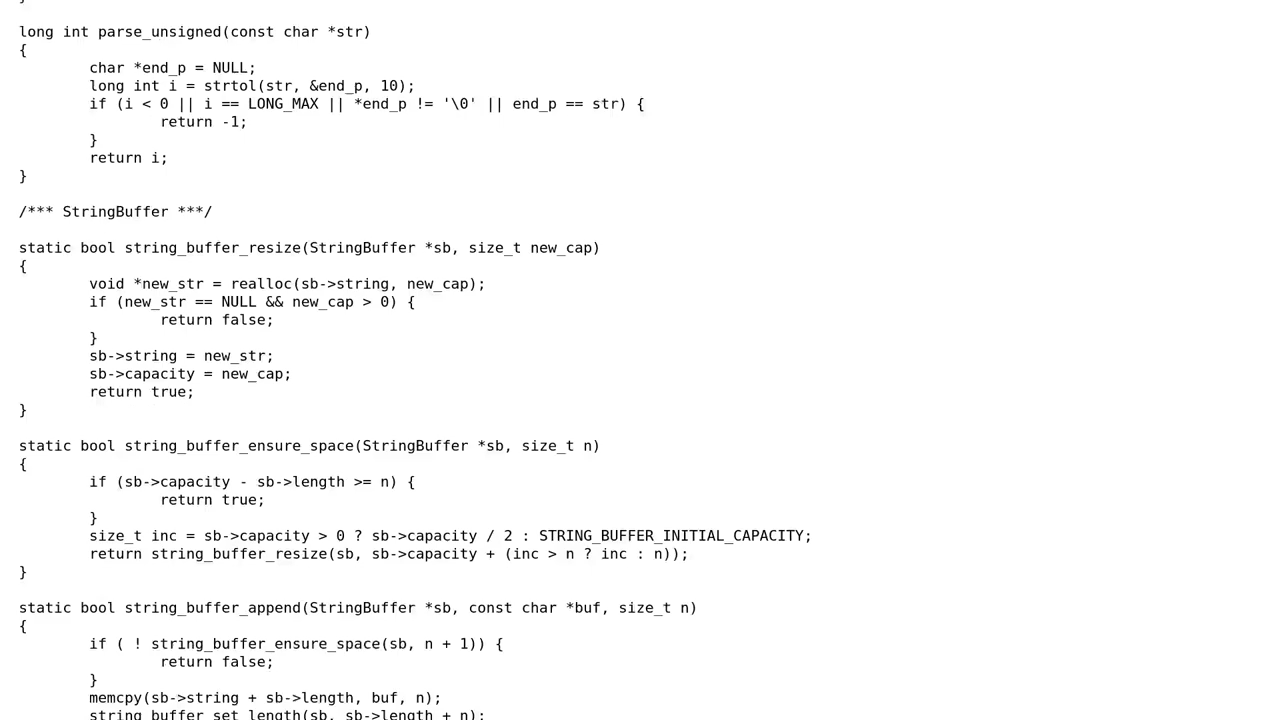 }
long int parse_unsigned(const char *str)
{
        char *end_p = NULL;
        long int i = strtol(str, &end_p, 10);
        if (i < 0 || i == LONG_MAX || *end_p != '\0' || end_p == str) {
                return -1;
        }
        return i;
}

/*** StringBuffer ***/

static bool string_buffer_resize(StringBuffer *sb, size_t new_cap)
{
        void *new_str = realloc(sb->string, new_cap);
        if (new_str == NULL && new_cap > 0) {
                return false;
        }
        sb->string = new_str;
        sb->capacity = new_cap;
        return true;
}

static bool string_buffer_ensure_space(StringBuffer *sb, size_t n)
{
        if (sb->capacity - sb->length >= n) {
                return true;
        }
        size_t inc = sb->capacity > 0 ? sb->capacity / 2 : STRING_BUFFER_INITIAL_CAPACITY;
        return string_buffer_resize(sb, sb->capacity + (inc > n ? inc : n));
}

static bool string_buffer_append(StringBuffer *sb, const char *buf, size_t n)
{
        if ( ! string_buffer_ensure_space(sb, n + 1)) {
                return false;
        }
        memcpy(sb->string + sb->length, buf, n);
        string_buffer_set_length(sb, sb->length + n);